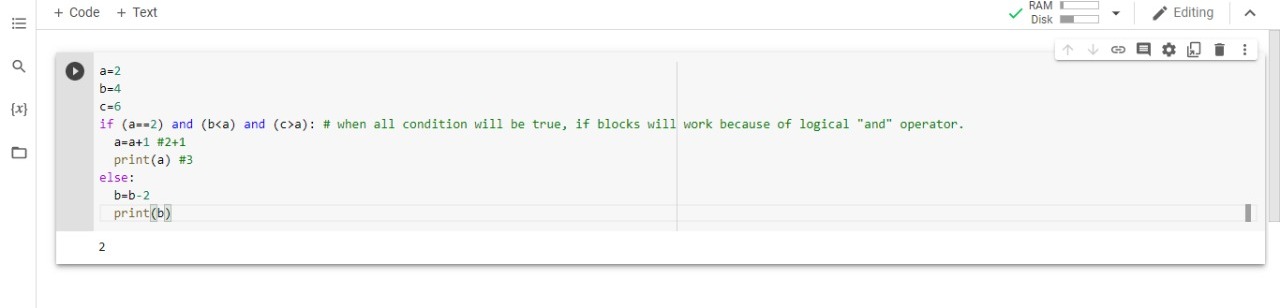 + Code + Text
RAM
Disk
Editing
{x}
a=2
b=4
c=6
if (a==2) and (b<a) and (c>a): # when all condition will be true, if blocks will work because of logical "and" operator.
a=a+1 #2+1
print(a) #3
else:
b=b-2
print(b)
2